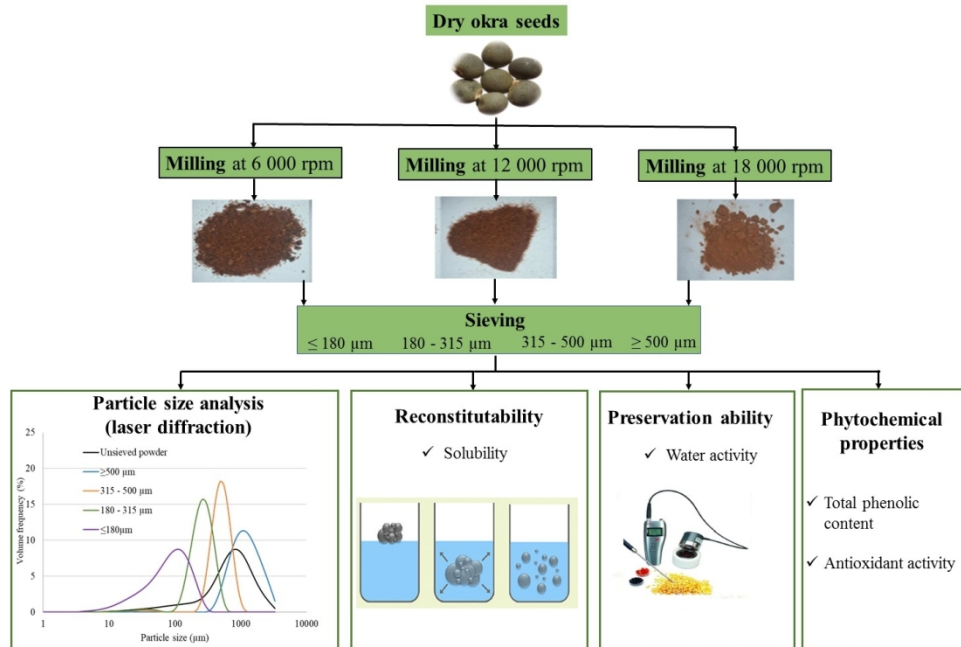 Dry okra seeds
Milling at 6 000 rpm
Milling at 12 000 rpm
Milling at 18 000 rpm
Sieving
≤ 180 µm 180 - 315 µm 315 - 500 µm ≥ 500 µm
Particle size analysis
(laser diffraction)
25
20
15
10
5
0
Volume frequency (%)
Unsieved powder
≥500 µm
315 - 500 µm
180 - 315 µm
≤180µm
1 10 100 1000 10000
Particle size (µm)
Reconstitutability
✓ Solubility
Preservation ability
✓ Water activity
Phytochemical
properties
✓ Total phenolic
content
✓ Antioxidant activity